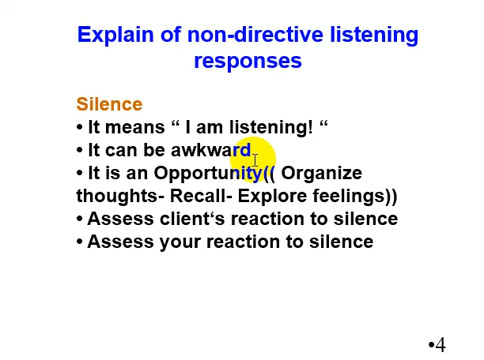 Explain of non-directive listening
responses
Silence
• It means “ I am listening! “
• It can be awkward
• It is an Opportunity(( Organize
thoughts- Recall- Explore feelings))
• Assess client‘s reaction to silence
• Assess your reaction to silence
•4